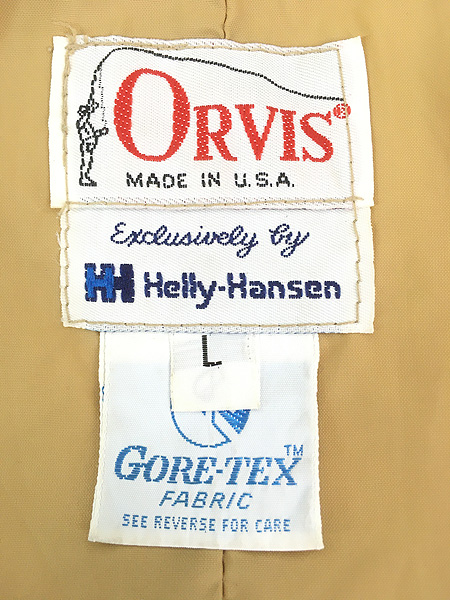 ORVIS®
MADE IN U.S.A.
Exclusively by
HH Helly-Hansen
L
GORE-TEX™
FABRIC
SEE REVERSE FOR CARE